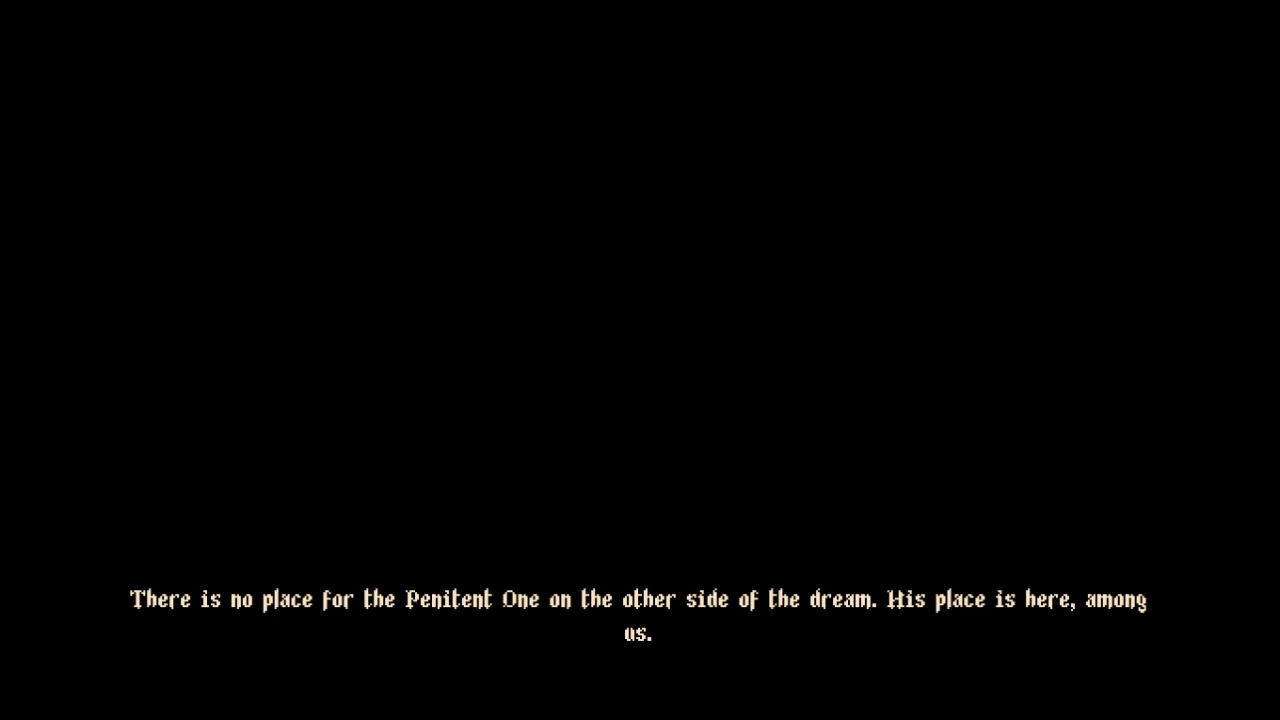 There is no place for the Penitent One on the other side of the dream. His place is here, among
us.